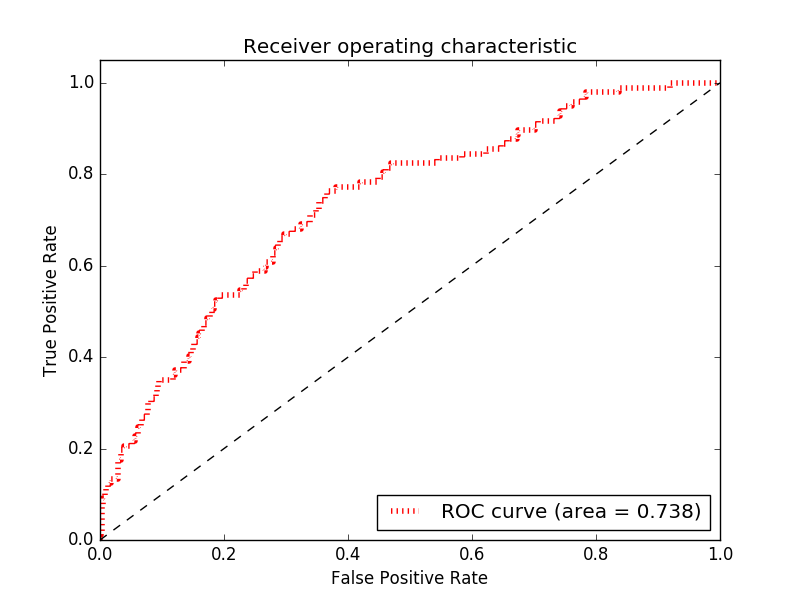 Receiver operating characteristic
True Positive Rate
1.0
0.8
0.6
0.4
0.2
0.0
0.0 0.2 0.4 0.6 0.8 1.0
False Positive Rate
ROC curve (area = 0.738)